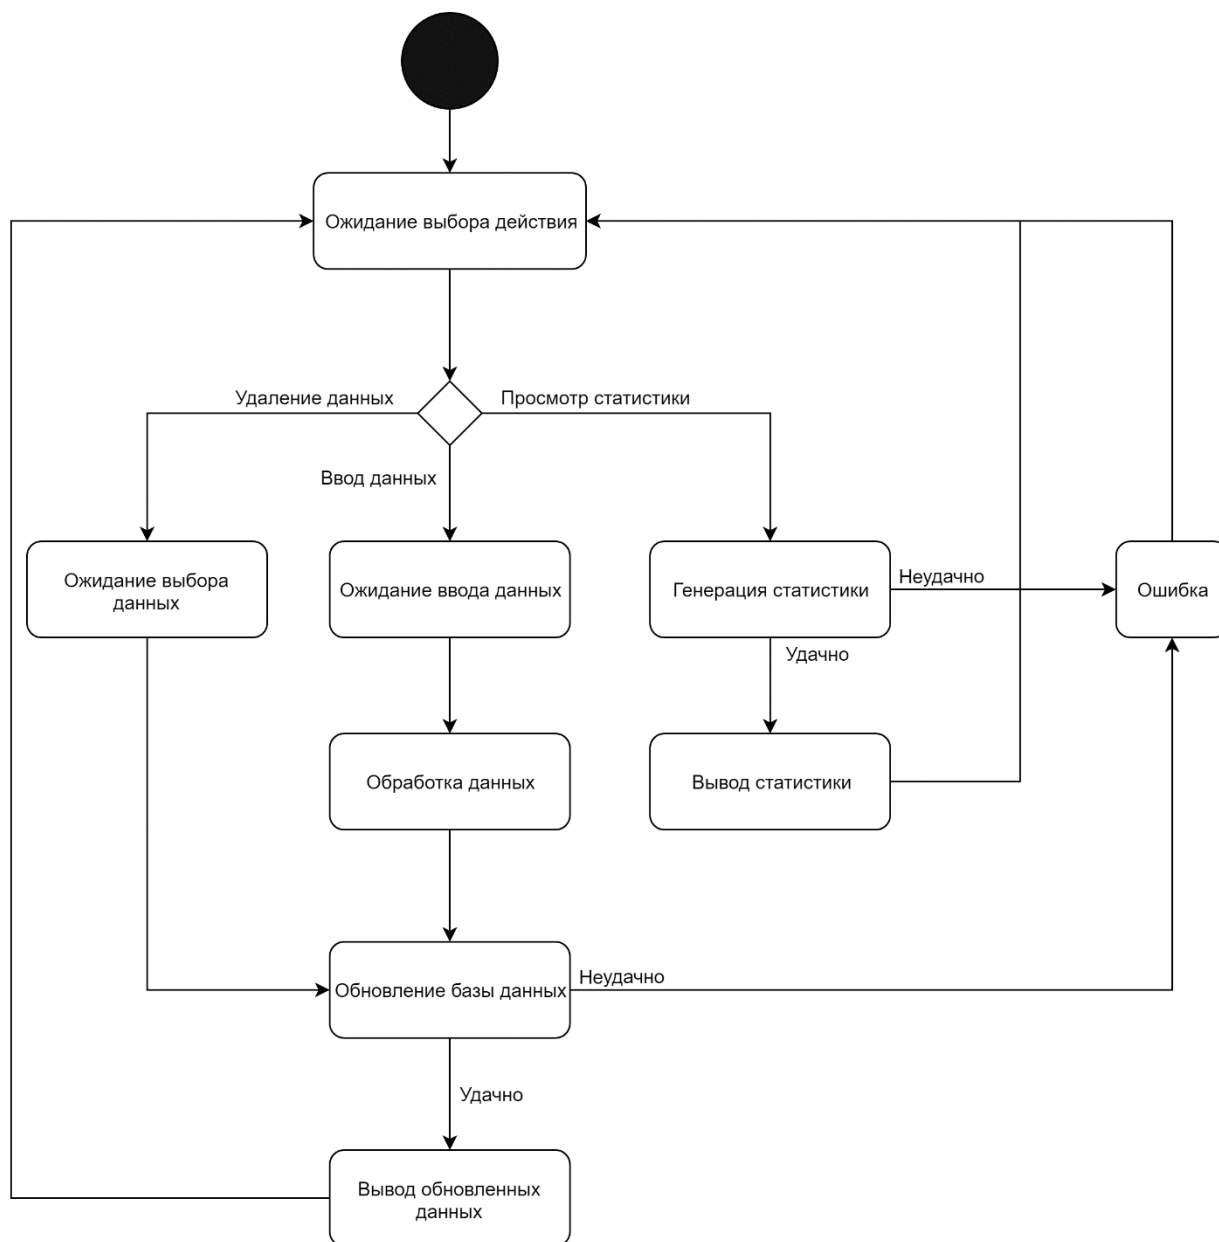 Ожидание выбора действия
Удаление данных
Просмотр статистики
Ввод данных
Ожидание выбора
данных
Ожидание ввода данных
Генерация статистики
Неудачно
Ошибка
Удачно
Обработка данных
Вывод статистики
Обновление базы данных
Неудачно
Удачно
Вывод обновленных
данных